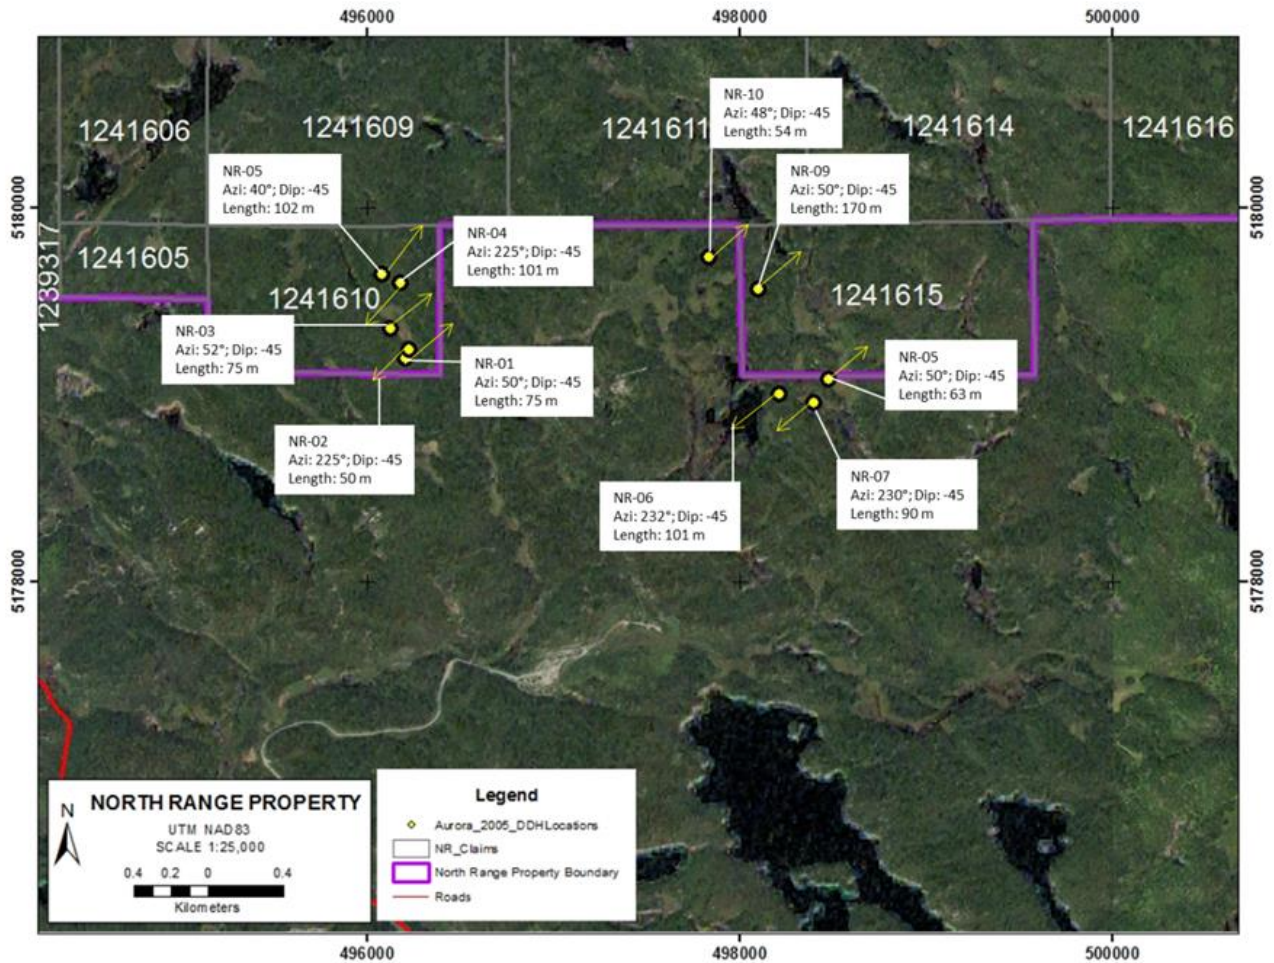 496000
498000
500000
NR-10
Azi: 48°; Dip: -45
Length: 54 m
1241606
1241609
1241611
1241614
1241616
NR-05
Azi: 40°; Dip: -45
Length: 102 m
NR-09
Azi: 50°; Dip: -45
Length: 170 m
5180000
5180000
NR-04
Azi: 225°; Dip: -45
Length: 101 m
1239317
1241605
1241610
1241615
NR-03
Azi: 52°; Dip: -45
Length: 75 m
NR-01
Azi: 50°; Dip: -45
Length: 75 m
NR-05
Azi: 50°; Dip: -45
Length: 63 m
NR-02
Azi: 225°; Dip: -45
Length: 50 m
NR-06
Azi: 232°; Dip: -45
Length: 101 m
NR-07
Azi: 230°; Dip: -45
Length: 90 m
5178000
5178000
N
NORTH RANGE PROPERTY
UTM NAD83
SCALE 1:25,000
0.4 0.2 0 0.4
Kilometers
Legend
Aurora_2005_DDHLocations
NR_Claims
North Range Property Boundary
Roads
496000
498000
500000